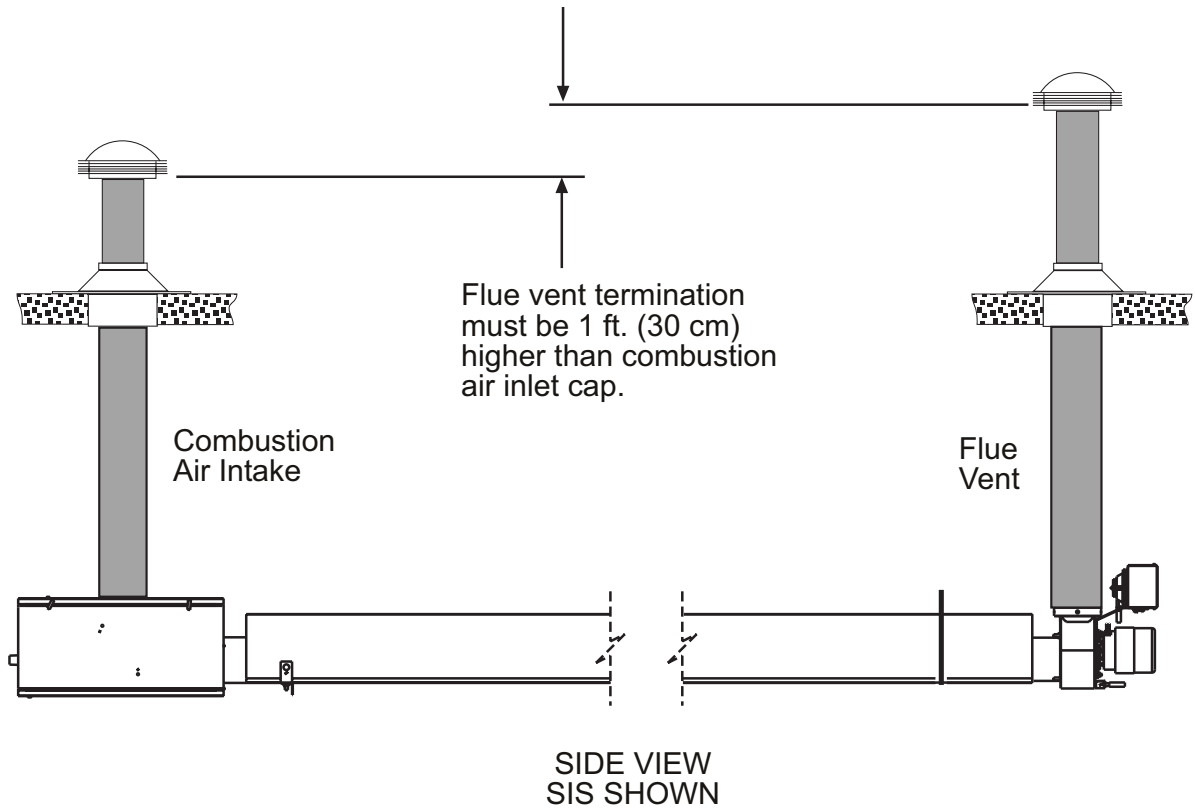 Flue vent termination
must be 1 ft. (30 cm)
higher than combustion
air inlet cap.
Combustion
Air Intake
Flue
Vent
SIDE VIEW
SIS SHOWN